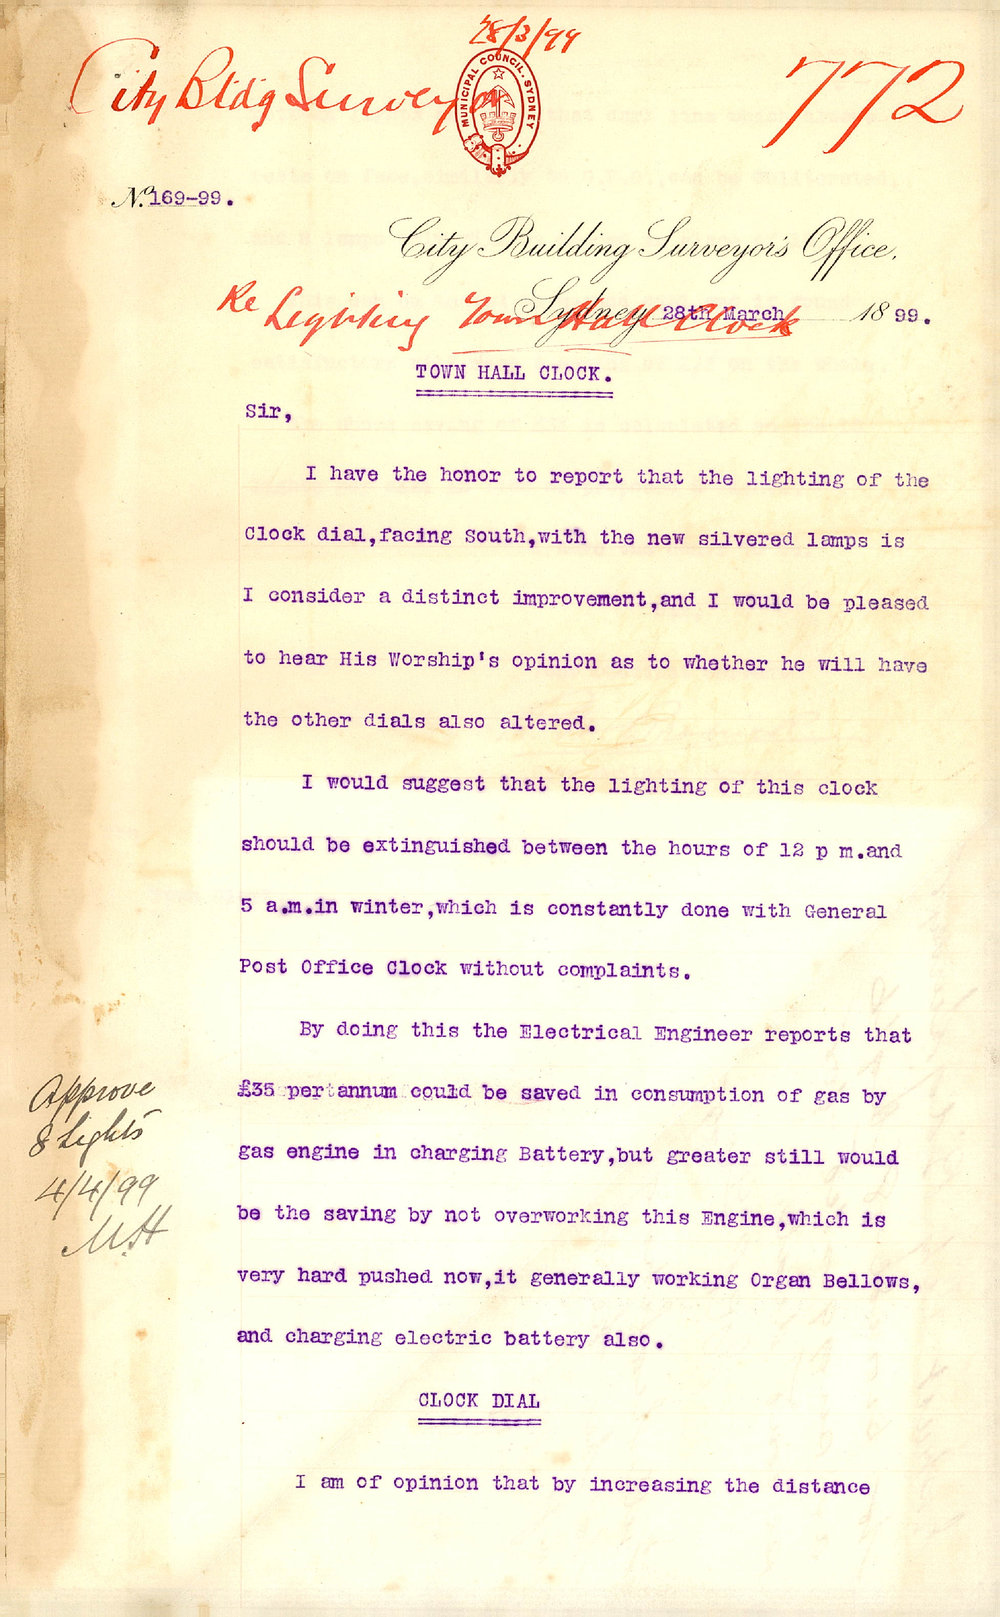 28/3/99
City Bldg Surveyor
MUNICIPAL COUNCIL. SYDNEY
772
No. 169-99.
City Building Surveyor's Office,
Sydney 28th March 1899.
Re Lighting Town Hall Clock
TOWN HALL CLOCK.
Sir,
I have the honor to report that the lighting of the
Clock dial,facing South,with the new silvered lamps is
I consider a distinct improvement,and I would be pleased
to hear His Worship's opinion as to whether he will have
the other dials also altered.
I would suggest that the lighting of this clock
should be extinguished between the hours of 12 p m.and
5 a.m.in winter,which is constantly done with General
Post Office Clock without complaints.
By doing this the Electrical Engineer reports that
£35 per annum could be saved in consumption of gas by
gas engine in charging Battery,but greater still would
be the saving by not overworking this Engine,which is
very hard pushed now,it generally working Organ Bellows,
and charging electric battery also.
Approve
8 Lights
4/4/99
M.H
CLOCK DIAL
I am of opinion that by increasing the distance